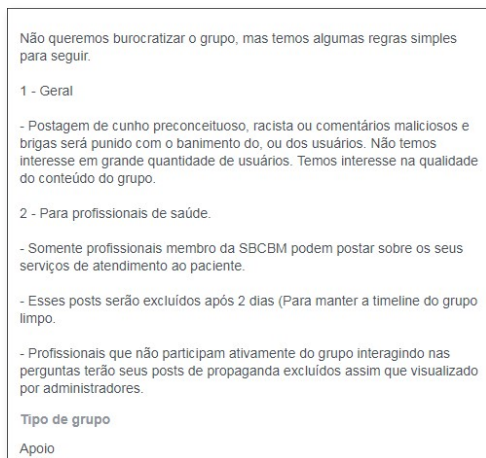 Não queremos burocratizar o grupo, mas temos algumas regras simples
para seguir.
1 - Geral
- Postagem de cunho preconceituoso, racista ou comentários maliciosos e
brigas será punido com o banimento do, ou dos usuários. Não temos
interesse em grande quantidade de usuários. Temos interesse na qualidade
do conteúdo do grupo.
2 - Para profissionais de saúde.
- Somente profissionais membro da SBCBM podem postar sobre os seus
serviços de atendimento ao paciente.
- Esses posts serão excluídos após 2 dias (Para manter a timeline do grupo
limpo.
- Profissionais que não participam ativamente do grupo interagindo nas
perguntas terão seus posts de propaganda excluídos assim que visualizado
por administradores.
Tipo de grupo
Apoio